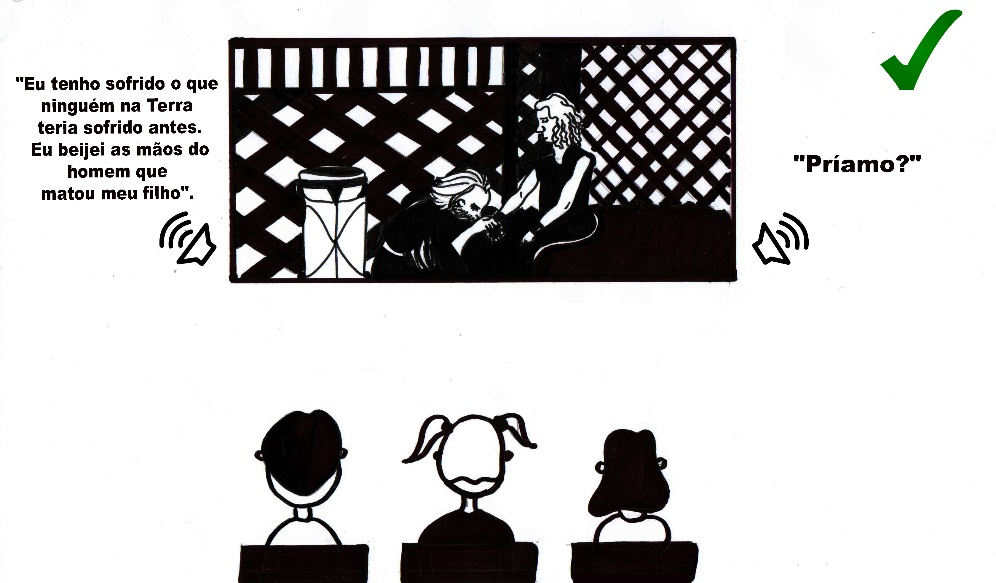 "Eu tenho sofrido o que
ninguém na Terra
teria sofrido antes.
Eu beijei as mãos do
homem que
matou meu filho".
"Príamo?"